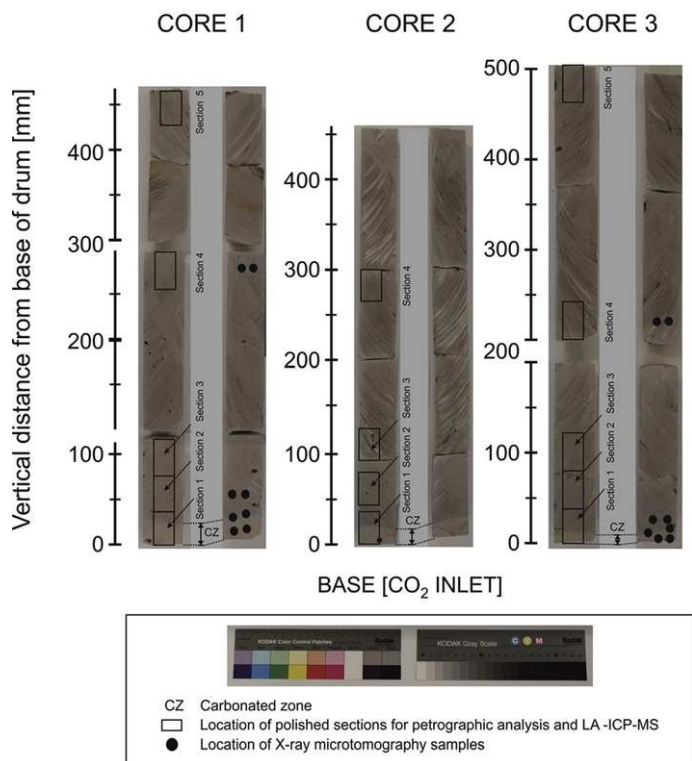 CORE 1
CORE 2
CORE 3
Vertical distance from base of drum [mm]
400
300
200
100
0
Section 5
Section 4
Section 3
Section 2
Section 1
CZ
400
300
200
100
0
Section 4
Section 3
Section 2
Section 1
CZ
500
400
300
200
200
100
0
Section 5
Section 4
Section 3
Section 2
Section 1
CZ
BASE [CO₂ INLET]
KODAK Color Control Patches
Kodak
KODAK Gray Scale
C Y M
Kodak
CZ Carbonated zone
Location of polished sections for petrographic analysis and LA -ICP-MS
Location of X-ray microtomography samples